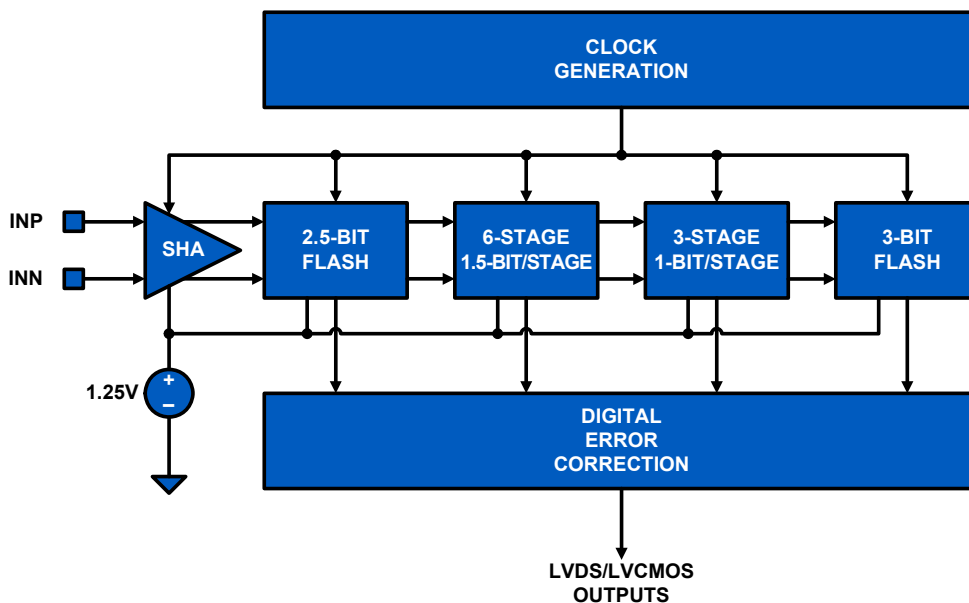 CLOCK
GENERATION
INP
INN
SHA
2.5-BIT
FLASH
6-STAGE
1.5-BIT/STAGE
3-STAGE
1-BIT/STAGE
3-BIT
FLASH
1.25V
+
–
DIGITAL
ERROR
CORRECTION
LVDS/LVCMOS
OUTPUTS